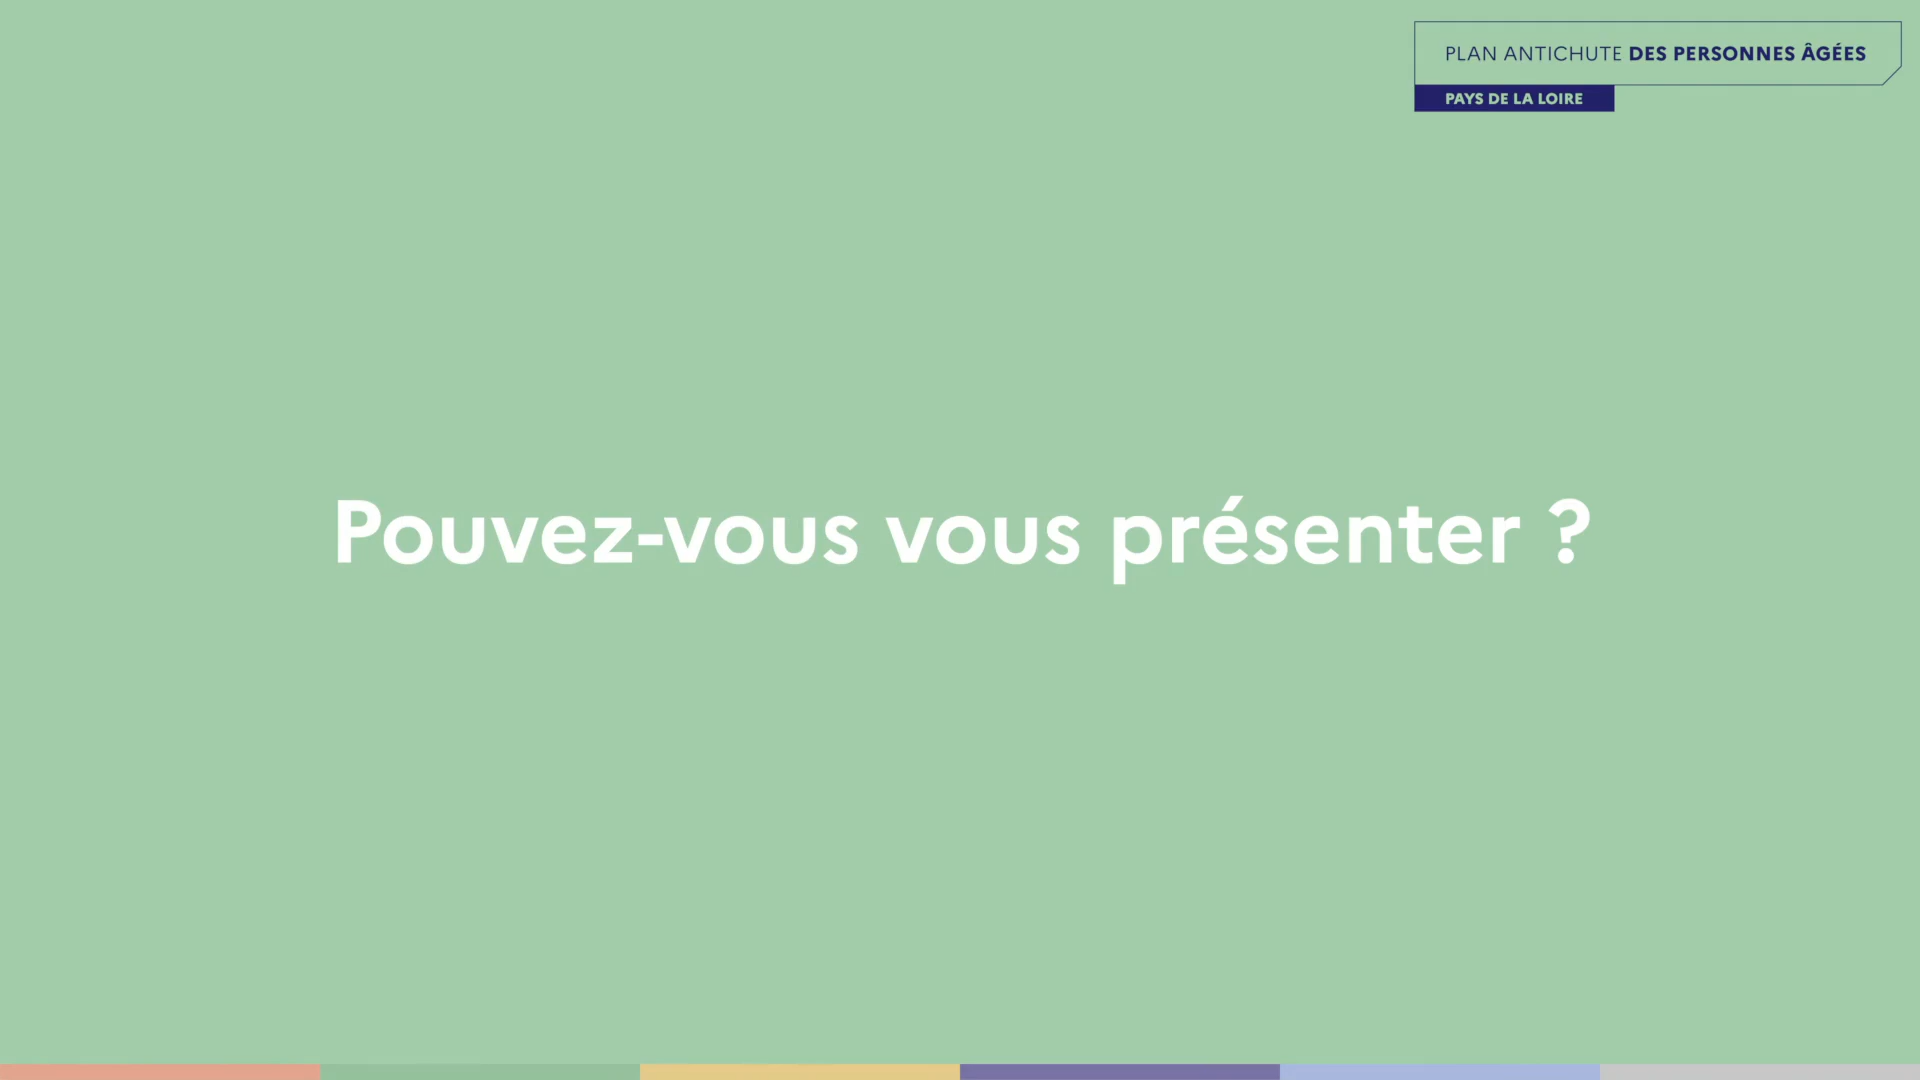 PLAN ANTICHUTE DES PERSONNES ÂGÉES
PAYS DE LA LOIRE
Pouvez-vous vous présenter ?